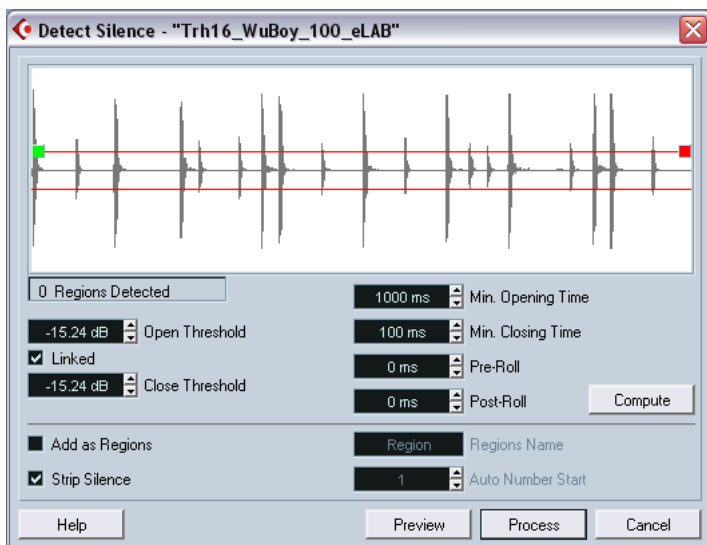 Detect Silence - "Trh16_WuBoy_100_eLAB"
0 Regions Detected
-15.24 dB Open Threshold
Linked
-15.24 dB Close Threshold
1000 ms Min. Opening Time
100 ms Min. Closing Time
0 ms Pre-Roll
0 ms Post-Roll
Compute
Add as Regions
Region Regions Name
Strip Silence
1 Auto Number Start
Help Preview Process Cancel